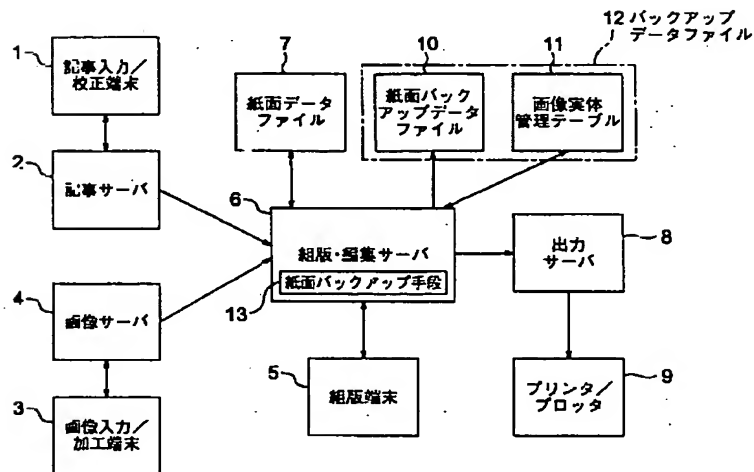 12 バックアップ
データファイル
1
記事入力/
校正端末
7
紙面データ
ファイル
10
紙面バック
アップデータ
ファイル
11
画像実体
管理テーブル
2
記事サーバ
6
組版・編集サーバ
13
紙面バックアップ手段
8
出力
サーバ
4
画像サーバ
5
組版端末
9
プリンタ/
プロッタ
3
画像入力/
加工端末